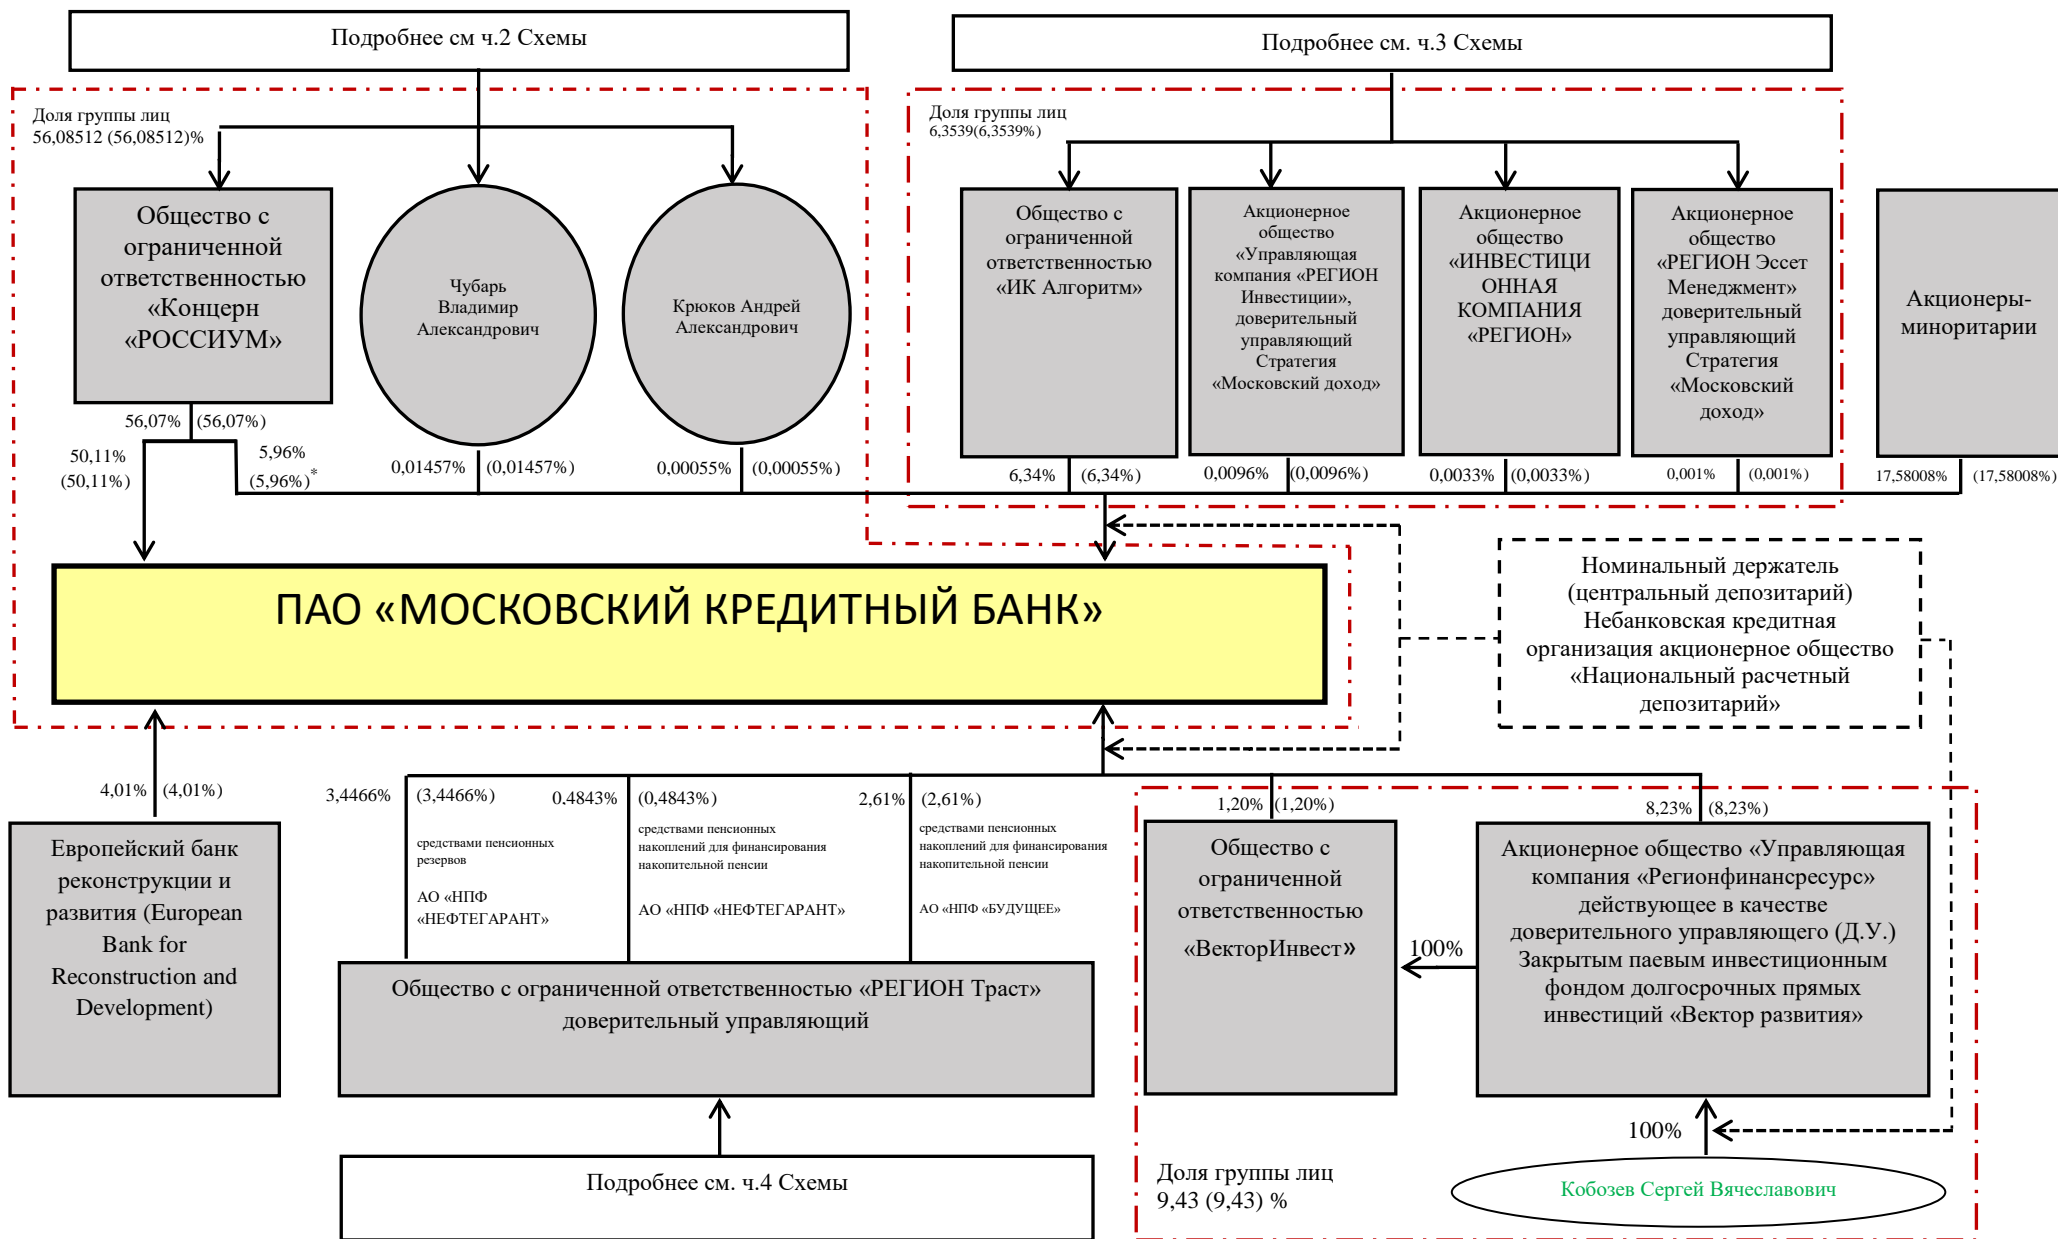 Подробнее см ч.2 Схемы
Подробнее см. ч.3 Схемы
Доля группы лиц
56,08512 (56,08512)%
Доля группы лиц
6,3539(6,3539%)
Общество с
ограниченной
ответственностью
«Концерн
«РОССИУМ»
Чубарь
Владимир
Александрович
Крюков Андрей
Александрович
Общество с
ограниченной
ответственностью
«ИК Алгоритм»
Акционерное
общество
«Управляющая
компания «РЕГИОН
Инвестиции»,
доверительный
управляющий
Стратегия
«Московский доход»
Акционерное
общество
«ИНВЕСТИЦИ
ОННАЯ
КОМПАНИЯ
«РЕГИОН»
Акционерное
общество
«РЕГИОН Эссет
Менеджмент»
доверительный
управляющий
Стратегия
«Московский
доход»
Акционеры-
миноритарии
56,07% (56,07%)
50,11%
(50,11%)
5,96%
(5,96%)*
0,01457% (0,01457%)
0,00055% (0,00055%)
6,34% (6,34%)
0,0096% (0,0096%)
0,0033% (0,0033%)
0,001% (0,001%)
17,58008% (17,58008%)
ПАО «МОСКОВСКИЙ КРЕДИТНЫЙ БАНК»
Номинальный держатель
(центральный депозитарий)
Небанковская кредитная
организация акционерное общество
«Национальный расчетный
депозитарий»
4,01% (4,01%)
3,4466% (3,4466%)
0,4843% (0,4843%)
2,61% (2,61%)
1,20% (1,20%)
8,23% (8,23%)
средствами пенсионных
резервов
АО «НПФ
«НЕФТЕГАРАНТ»
средствами пенсионных
накоплений для финансирования
накопительной пенсии
АО «НПФ «НЕФТЕГАРАНТ»
средствами пенсионных
накоплений для финансирования
накопительной пенсии
АО «НПФ «БУДУЩЕЕ»
Европейский банк
реконструкции и
развития (European
Bank for
Reconstruction and
Development)
Общество с ограниченной ответственностью «РЕГИОН Траст»
доверительный управляющий
Общество с
ограниченной
ответственностью
«ВекторИнвест»
100%
Акционерное общество «Управляющая
компания «Регионфинансресурс»
действующее в качестве
доверительного управляющего (Д.У.)
Закрытым паевым инвестиционным
фондом долгосрочных прямых
инвестиций «Вектор развития»
100%
Подробнее см. ч.4 Схемы
Доля группы лиц
9,43 (9,43) %
Кобозев Сергей Вячеславович